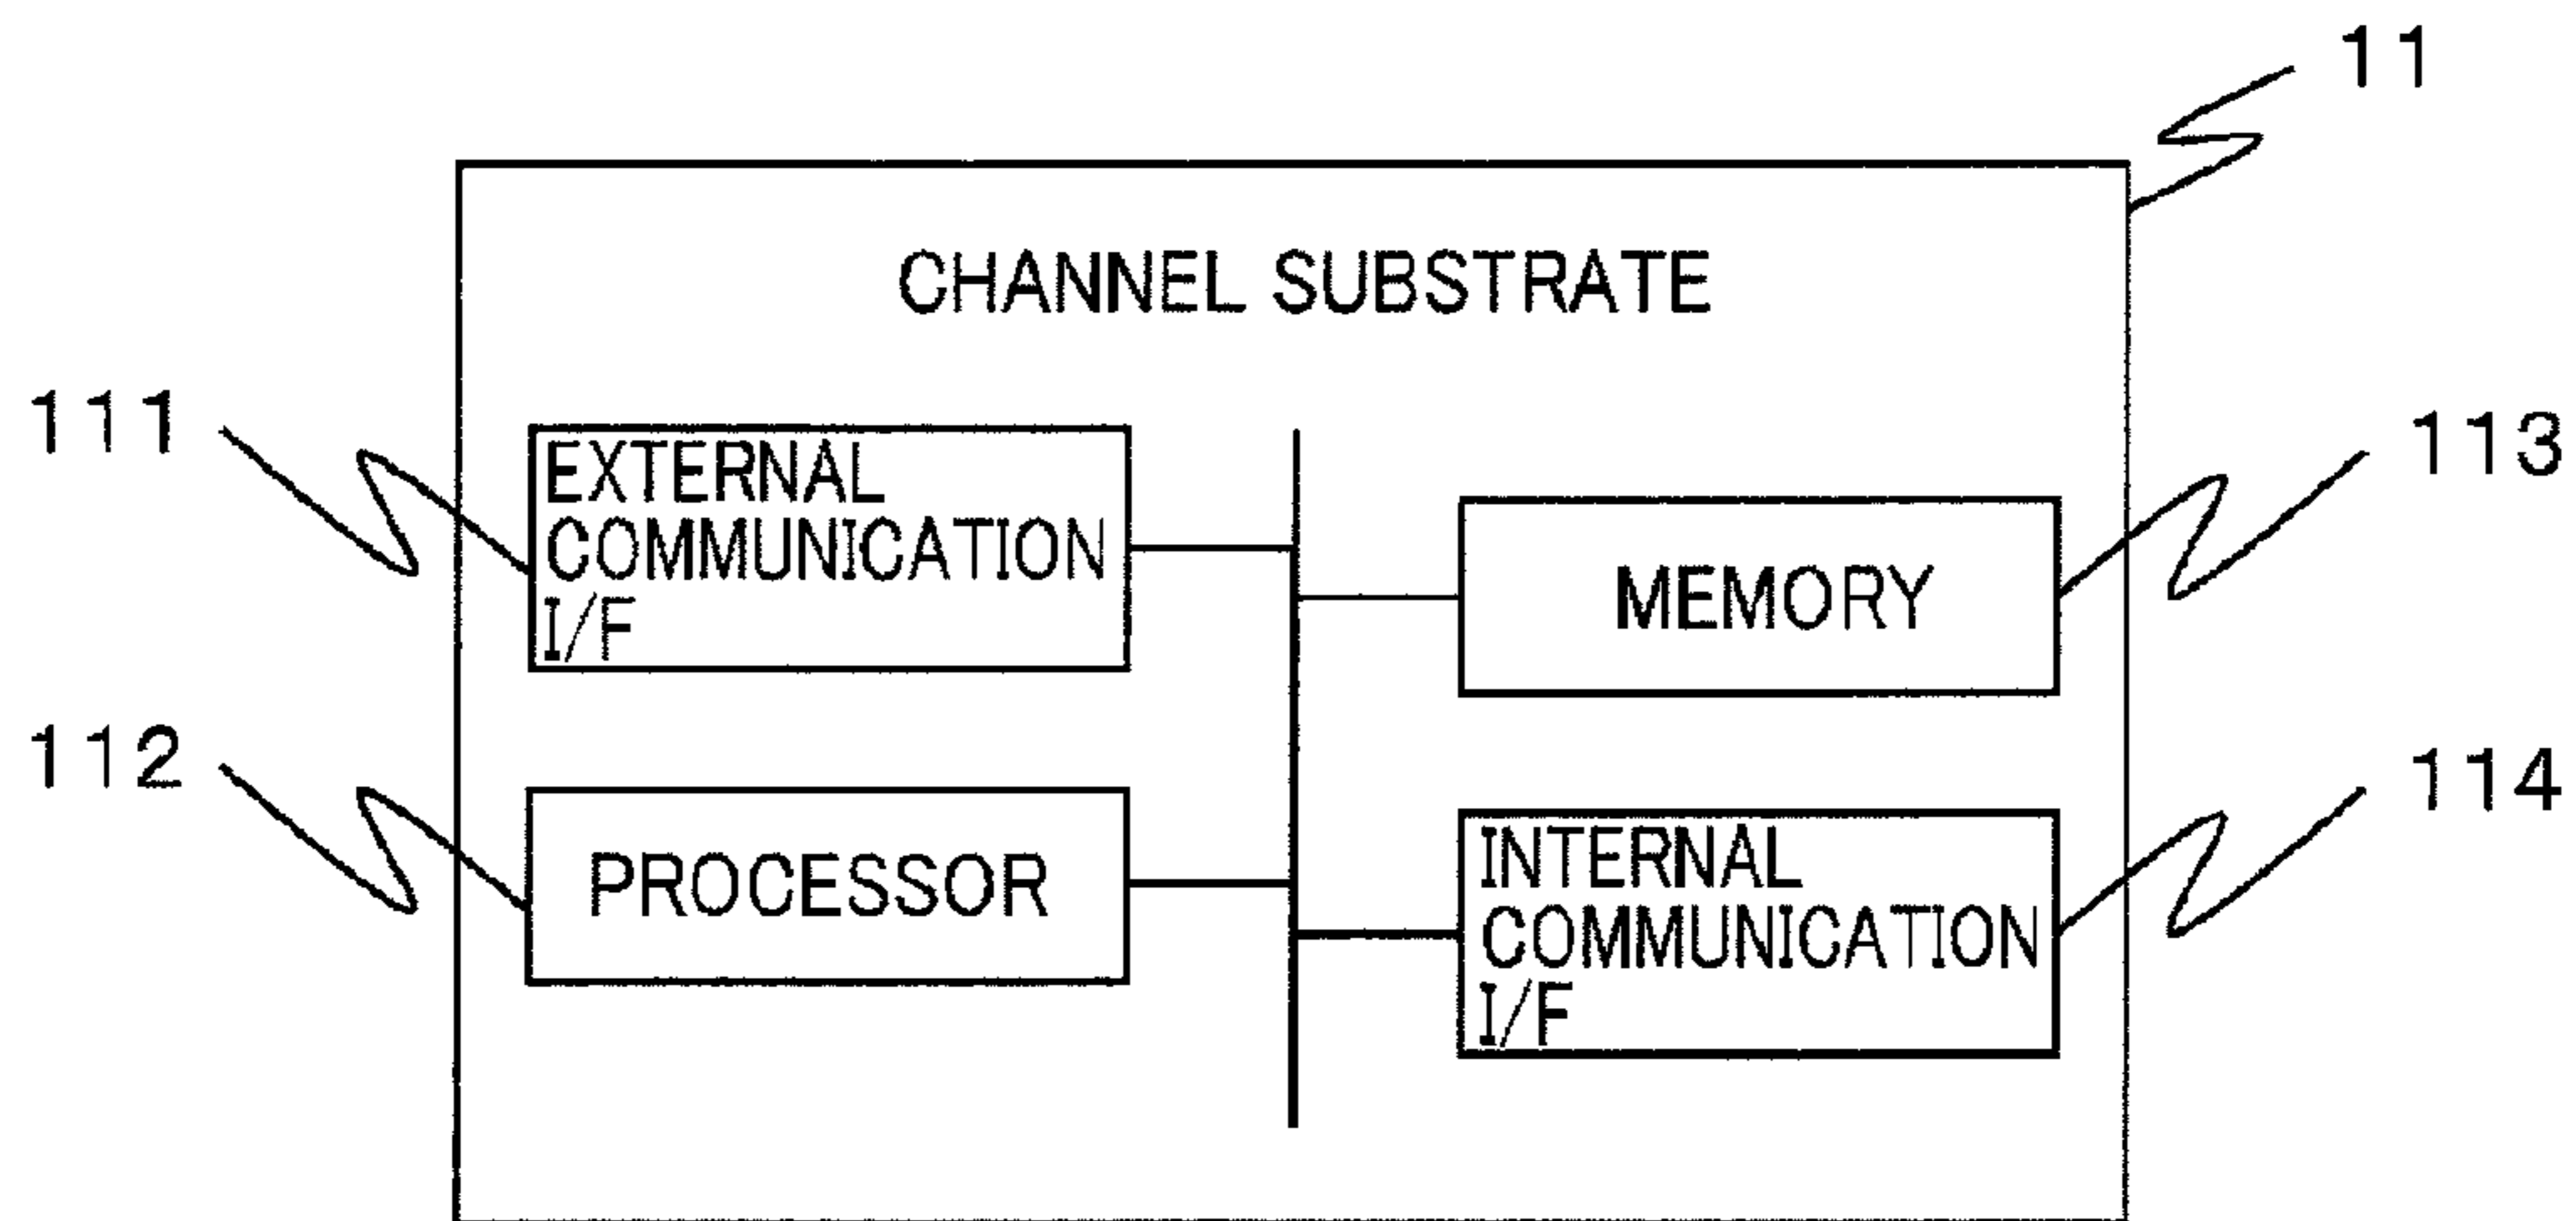 11
CHANNEL SUBSTRATE
111
EXTERNAL
COMMUNICATION
I/F
113
MEMORY
112
PROCESSOR
114
INTERNAL
COMMUNICATION
I/F